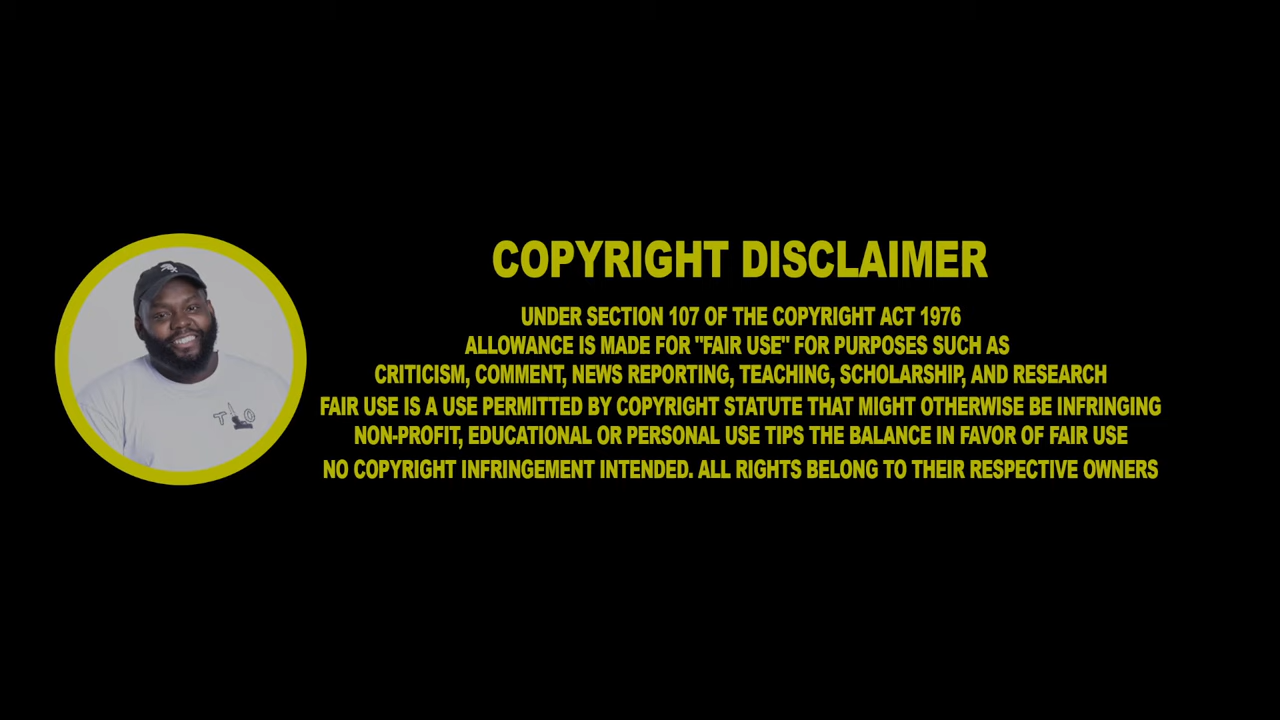 COPYRIGHT DISCLAIMER
UNDER SECTION 107 OF THE COPYRIGHT ACT 1976
ALLOWANCE IS MADE FOR "FAIR USE" FOR PURPOSES SUCH AS
CRITICISM, COMMENT, NEWS REPORTING, TEACHING, SCHOLARSHIP, AND RESEARCH
FAIR USE IS A USE PERMITTED BY COPYRIGHT STATUTE THAT MIGHT OTHERWISE BE INFRINGING
NON-PROFIT, EDUCATIONAL OR PERSONAL USE TIPS THE BALANCE IN FAVOR OF FAIR USE
NO COPYRIGHT INFRINGEMENT INTENDED. ALL RIGHTS BELONG TO THEIR RESPECTIVE OWNERS